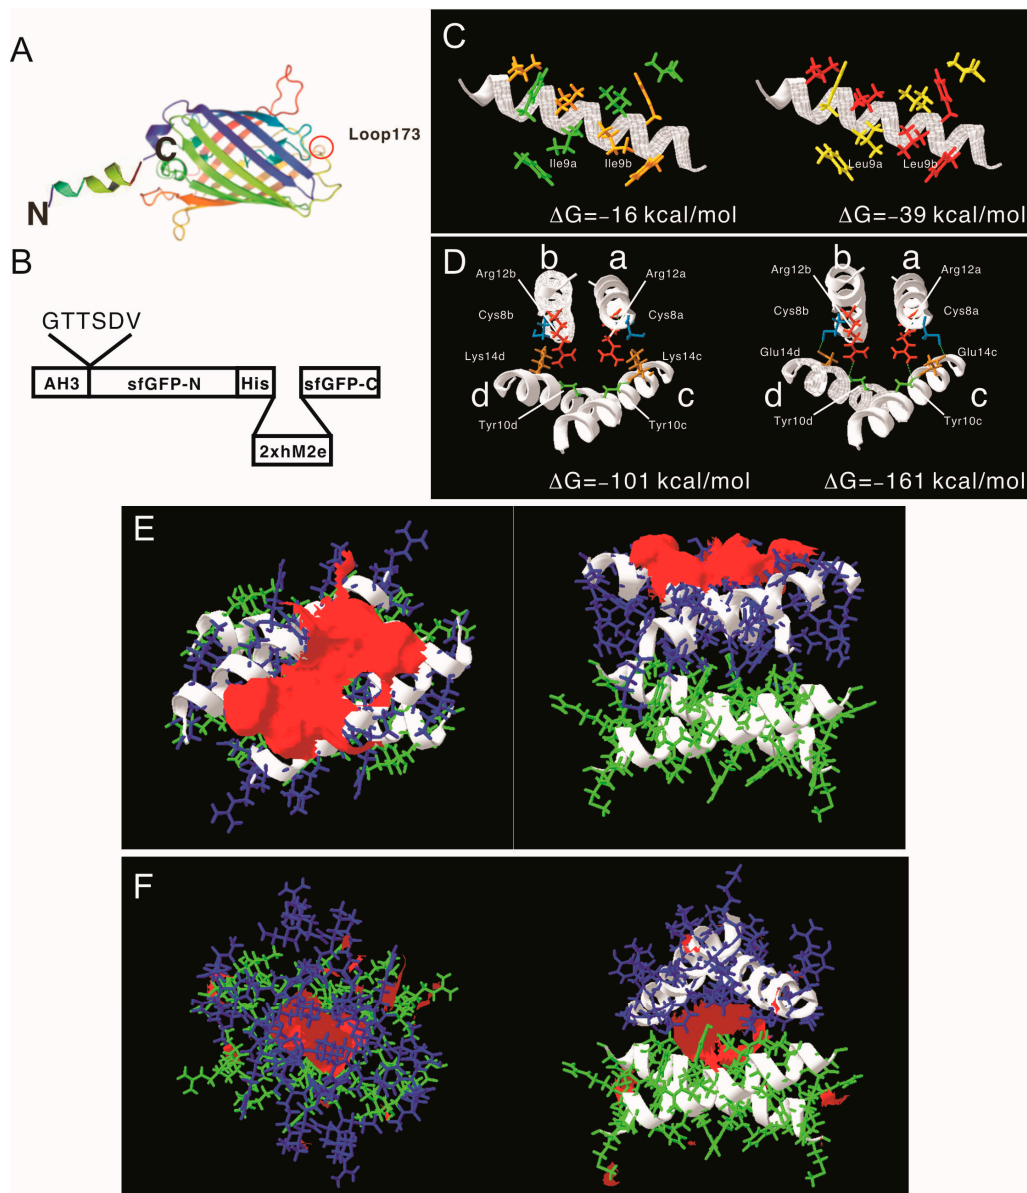 A
C
Loop173
N
C
Ile9a
Ile9b
Leu9a
Leu9b
ΔG=−16 kcal/mol
ΔG=−39 kcal/mol
B
GTTSDV
AH3
sfGFP-N
His
sfGFP-C
2xhM2e
D
b
a
Arg12b
Arg12a
Cys8b
Cys8a
Lys14d
Lys14c
d
c
Tyr10d
Tyr10c
ΔG=−101 kcal/mol
b
a
Arg12b
Arg12a
Cys8b
Cys8a
Glu14d
Glu14c
d
c
Tyr10d
Tyr10c
ΔG=−161 kcal/mol
E
F